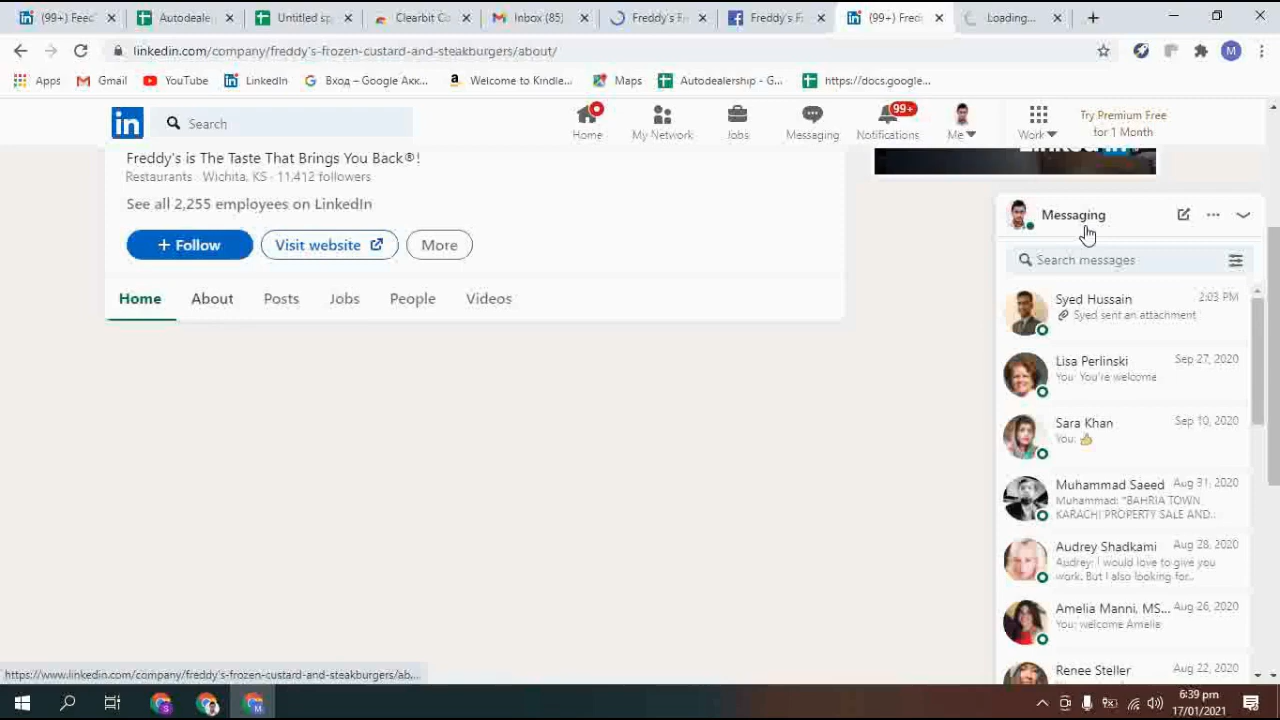 (99+) Feec
Autodeale
Untitled sp
Clearbit Co
Inbox (85)
Freddy's Fr
Freddy's F
(99+) Fred
Loading...
linkedin.com/company/freddy's-frozen-custard-and-steakburgers/about/
M
Apps
Gmail
YouTube
LinkedIn
Вход – Google Акк...
Welcome to Kindle...
Maps
Autodealership - G...
https://docs.google...
in
Search
Home
My Network
Jobs
Messaging
99+
Notifications
Me
Work
Try Premium Free
for 1 Month
Freddy's is The Taste That Brings You Back®!
Restaurants · Wichita, KS · 11,412 followers
See all 2,255 employees on LinkedIn
+ Follow
Visit website
More
Home
About
Posts
Jobs
People
Videos
Messaging
Search messages
Syed Hussain
2:03 PM
Syed sent an attachment
Lisa Perlinski
Sep 27, 2020
You: You're welcome
Sara Khan
Sep 10, 2020
You: 👍
Muhammad Saeed
Aug 31, 2020
Muhammad: "BAHRIA TOWN
KARACHI PROPERTY SALE AND..
Audrey Shadkami
Aug 28, 2020
Audrey: I would love to give you
work. But I also looking for..
Amelia Manni, MS...
Aug 26, 2020
You: welcome Amelia
Renee Steller
Aug 22, 2020
https://www.linkedin.com/company/freddy's-frozen-custard-and-steakburgers/ab...
6:39 pm
17/01/2021